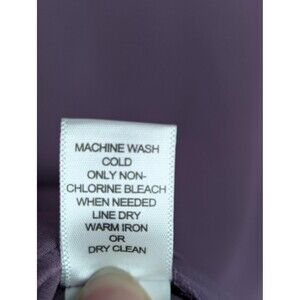 MACHINE WASH
COLD
ONLY NON-
CHLORINE BLEACH
WHEN NEEDED
LINE DRY
WARM IRON
OR
DRY CLEAN